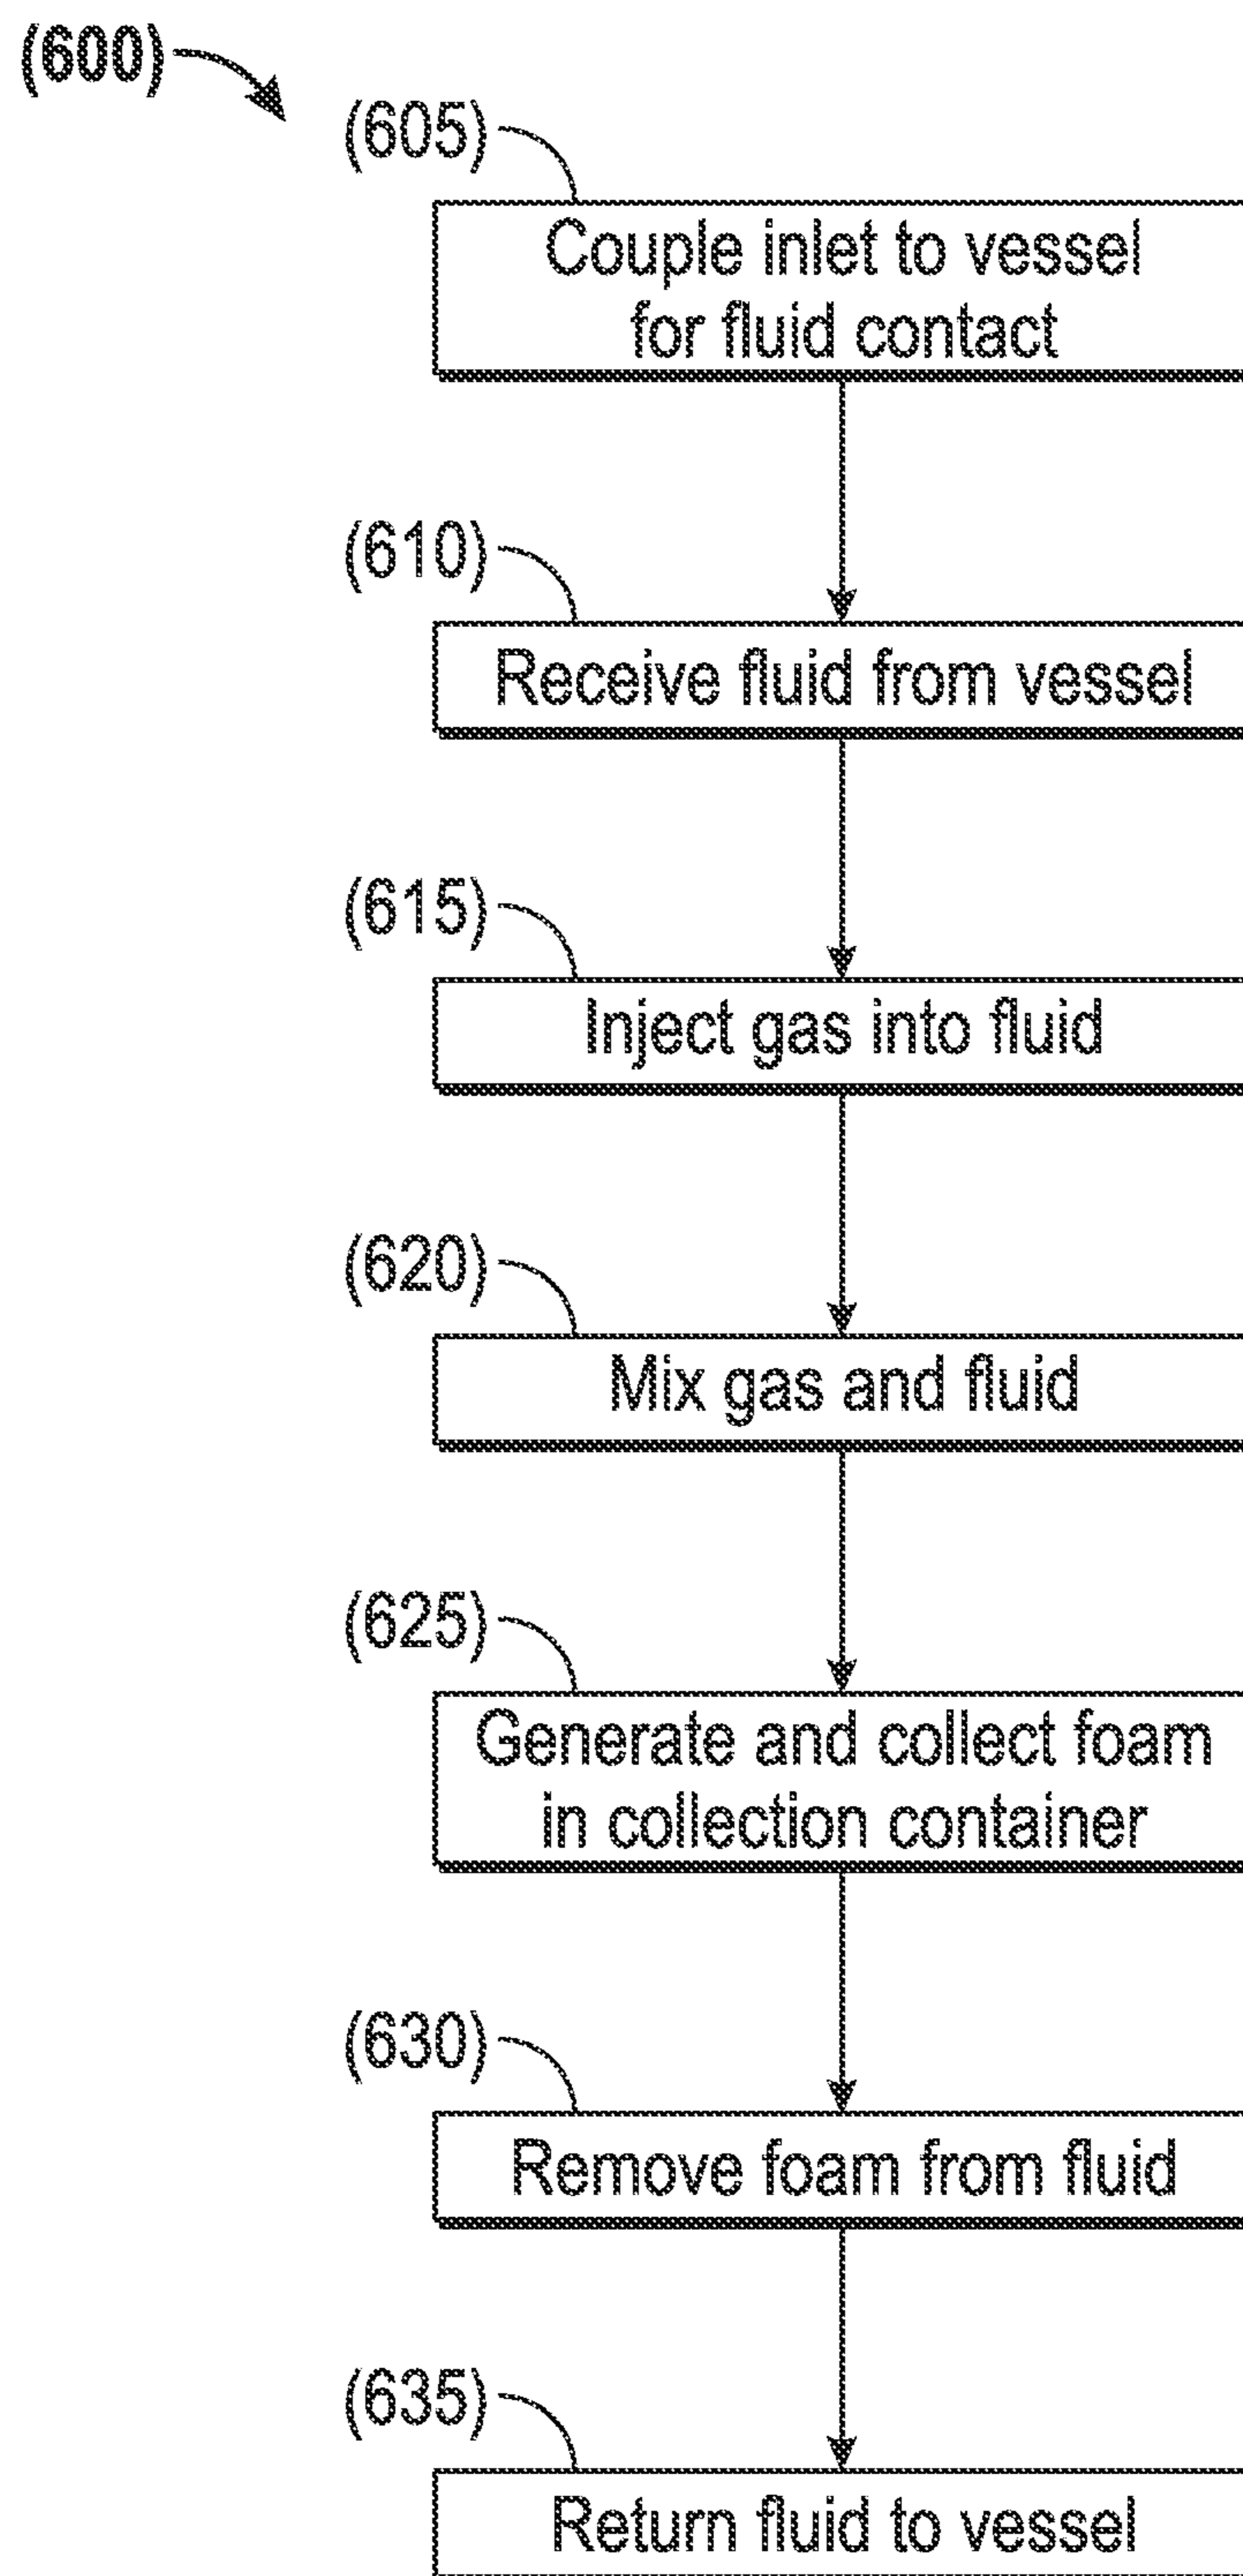 (600)
(605)
Couple inlet to vessel
for fluid contact
(610)
Receive fluid from vessel
(615)
Inject gas into fluid
(620)
Mix gas and fluid
(625)
Generate and collect foam
in collection container
(630)
Remove foam from fluid
(635)
Return fluid to vessel